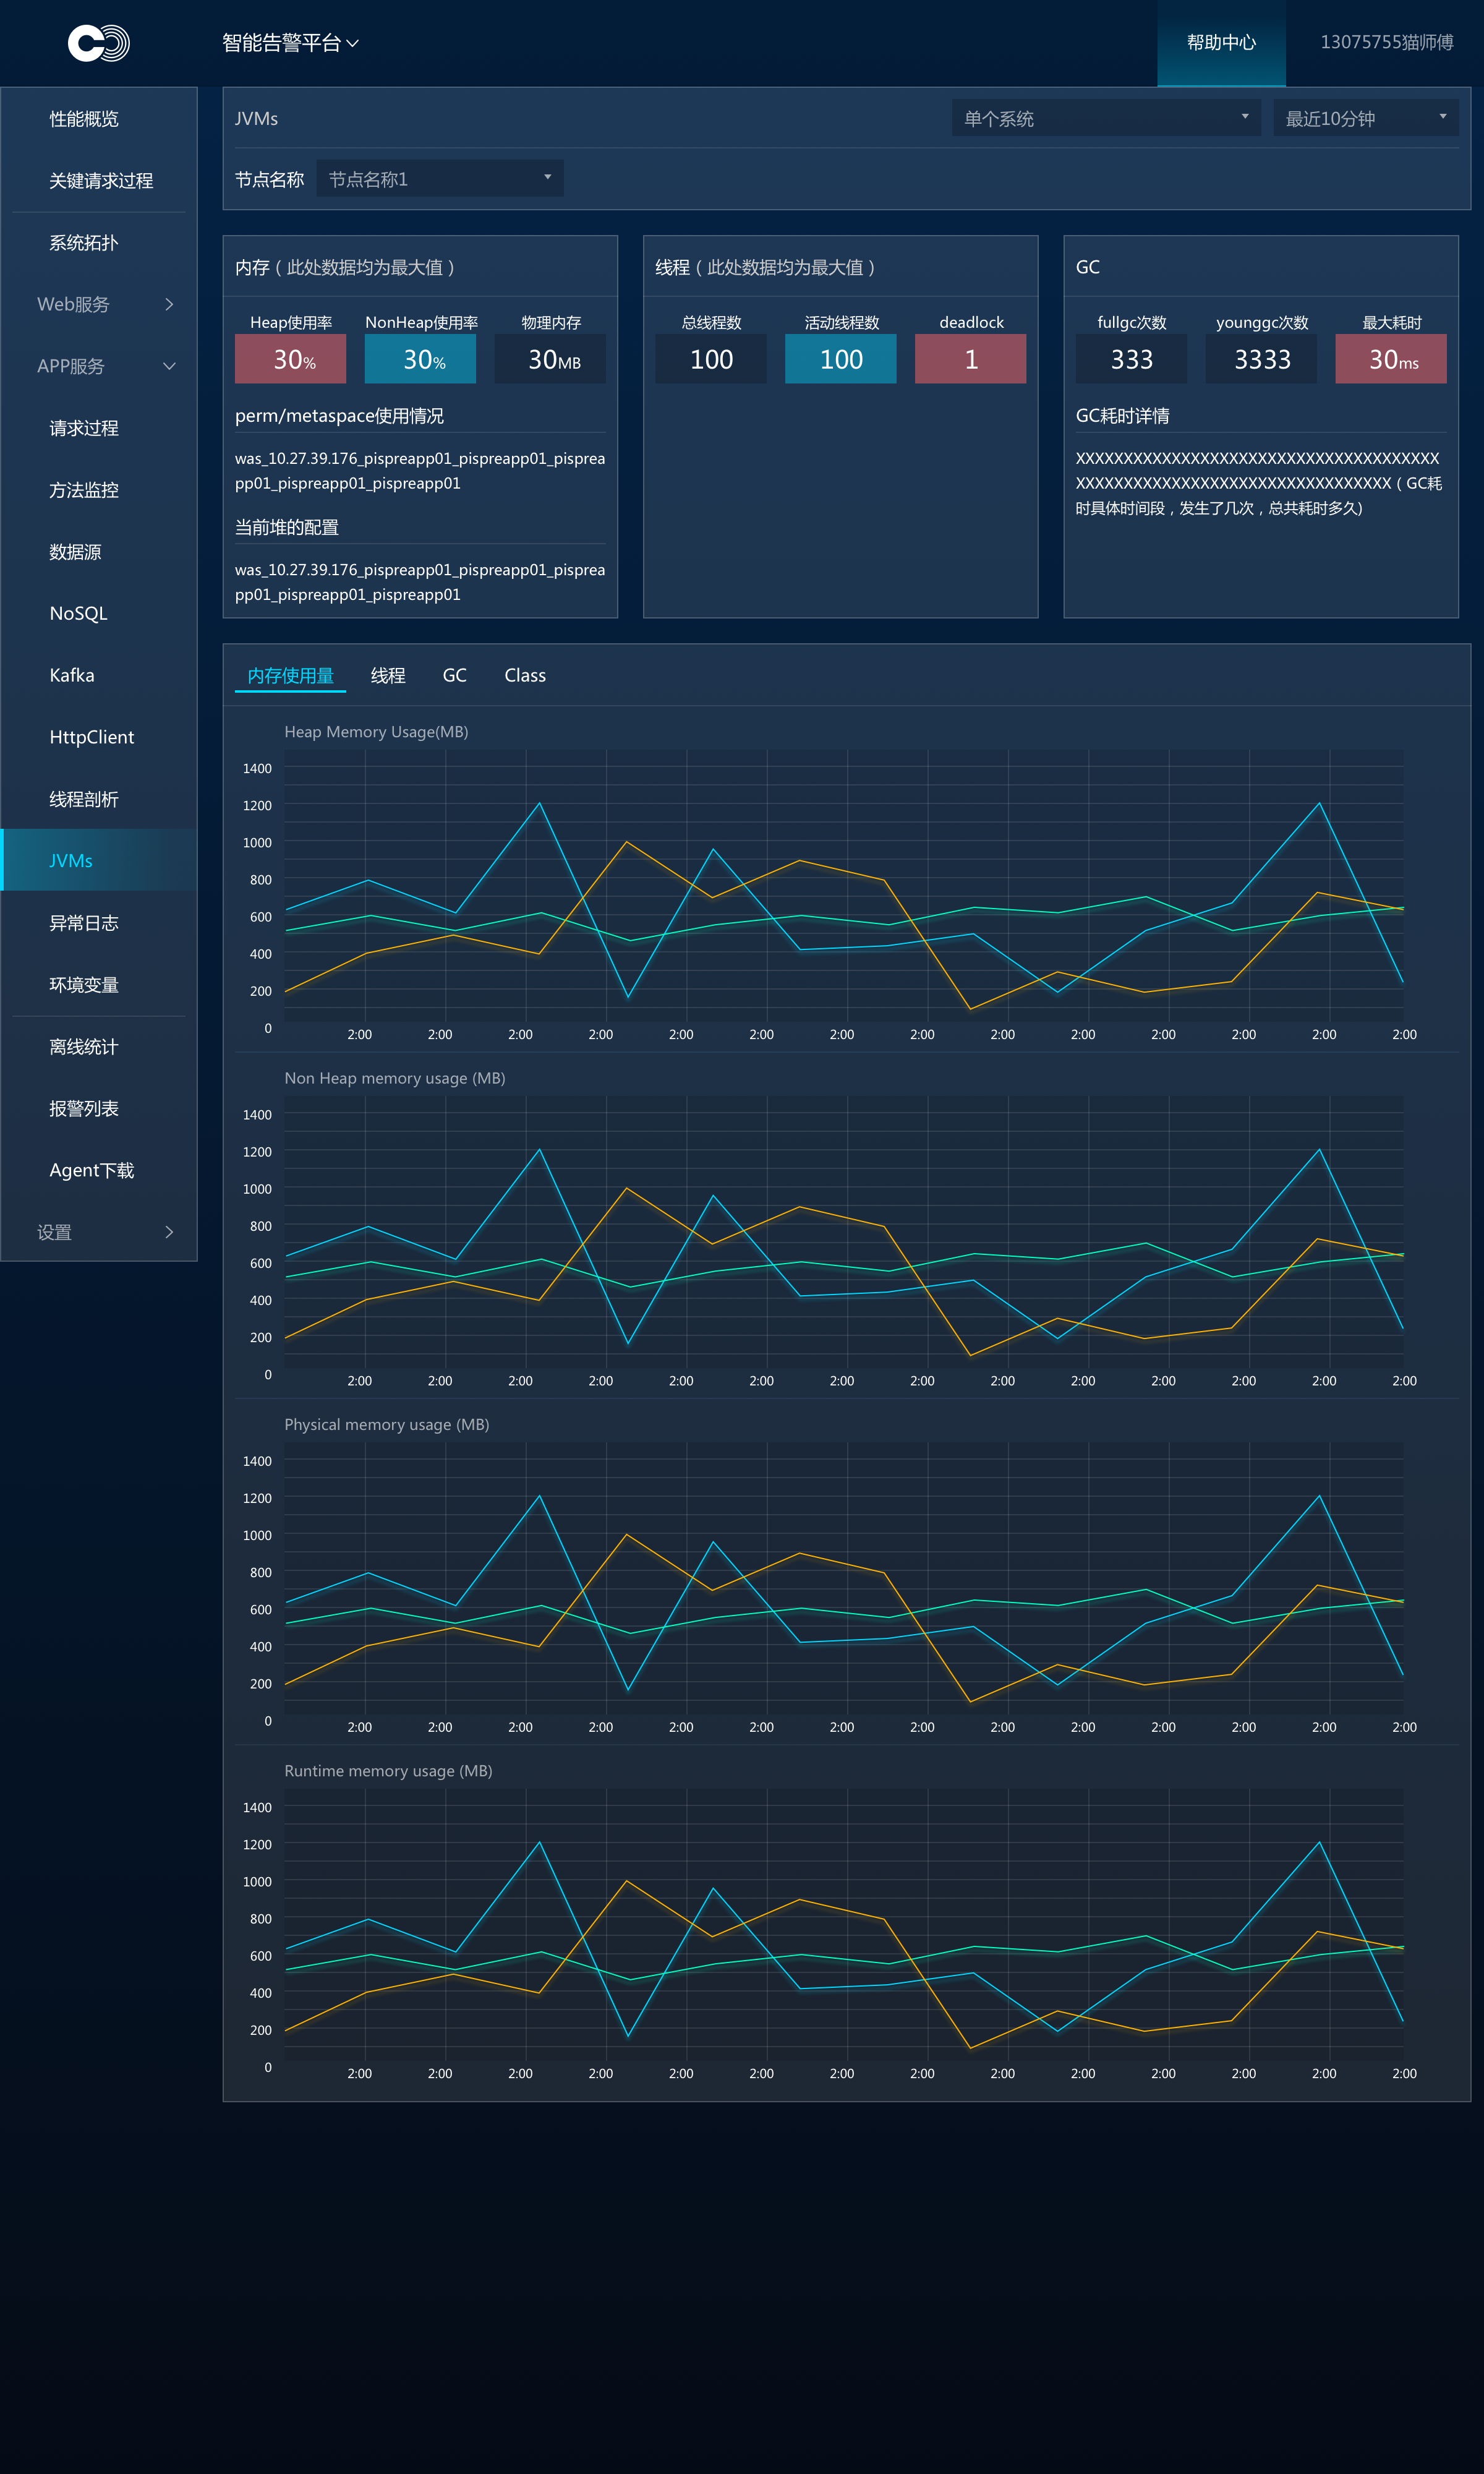 智能告警平台
帮助中心
13075755猫师傅
性能概览
关键请求过程
系统拓扑
Web服务
APP服务
请求过程
方法监控
数据源
NoSQL
Kafka
HttpClient
线程剖析
JVMs
异常日志
环境变量
离线统计
报警列表
Agent下载
设置
JVMs
单个系统
最近10分钟
节点名称
节点名称1
内存（此处数据均为最大值）
Heap使用率 NonHeap使用率 物理内存
30% 30% 30MB
perm/metaspace使用情况
was_10.27.39.176_pispreapp01_pispreapp01_pisprea
pp01_pispreapp01_pispreapp01
当前堆的配置
was_10.27.39.176_pispreapp01_pispreapp01_pisprea
pp01_pispreapp01_pispreapp01
线程（此处数据均为最大值）
总线程数 活动线程数 deadlock
100 100 1
GC
fullgc次数 younggc次数 最大耗时
333 3333 30ms
GC耗时详情
XXXXXXXXXXXXXXXXXXXXXXXXXXXXXXXXXXXXXX
XXXXXXXXXXXXXXXXXXXXXXXXXXXXXXXXX（GC耗
时具体时间段，发生了几次，总共耗时多久)
内存使用量 线程 GC Class
Heap Memory Usage(MB)
1400
1200
1000
800
600
400
200
0
2:00 2:00 2:00 2:00 2:00 2:00 2:00 2:00 2:00 2:00 2:00 2:00 2:00 2:00
Non Heap memory usage (MB)
1400
1200
1000
800
600
400
200
0
2:00 2:00 2:00 2:00 2:00 2:00 2:00 2:00 2:00 2:00 2:00 2:00 2:00 2:00
Physical memory usage (MB)
1400
1200
1000
800
600
400
200
0
2:00 2:00 2:00 2:00 2:00 2:00 2:00 2:00 2:00 2:00 2:00 2:00 2:00 2:00
Runtime memory usage (MB)
1400
1200
1000
800
600
400
200
0
2:00 2:00 2:00 2:00 2:00 2:00 2:00 2:00 2:00 2:00 2:00 2:00 2:00 2:00